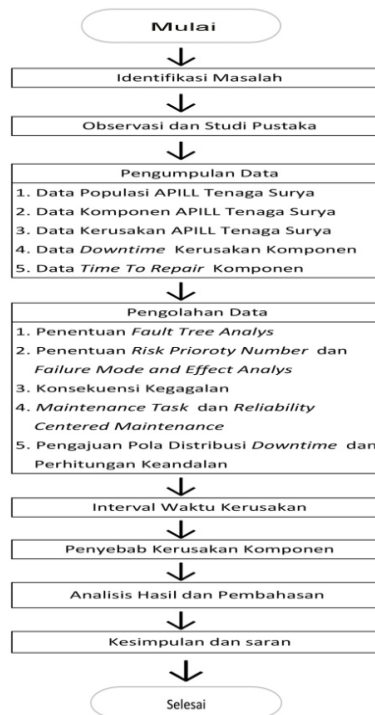 Mulai
Identifikasi Masalah
Observasi dan Studi Pustaka
Pengumpulan Data
1. Data Populasi APILL Tenaga Surya
2. Data Komponen APILL Tenaga Surya
3. Data Kerusakan APILL Tenaga Surya
4. Data Downtime Kerusakan Komponen
5. Data Time To Repair Komponen
Pengolahan Data
1. Penentuan Fault Tree Analys
2. Penentuan Risk Prioroty Number dan
Failure Mode and Effect Analys
3. Konsekuensi Kegagalan
4. Maintenance Task dan Reliability
Centered Maintenance
5. Pengajuan Pola Distribusi Downtime dan
Perhitungan Keandalan
Interval Waktu Kerusakan
Penyebab Kerusakan Komponen
Analisis Hasil dan Pembahasan
Kesimpulan dan saran
Selesai